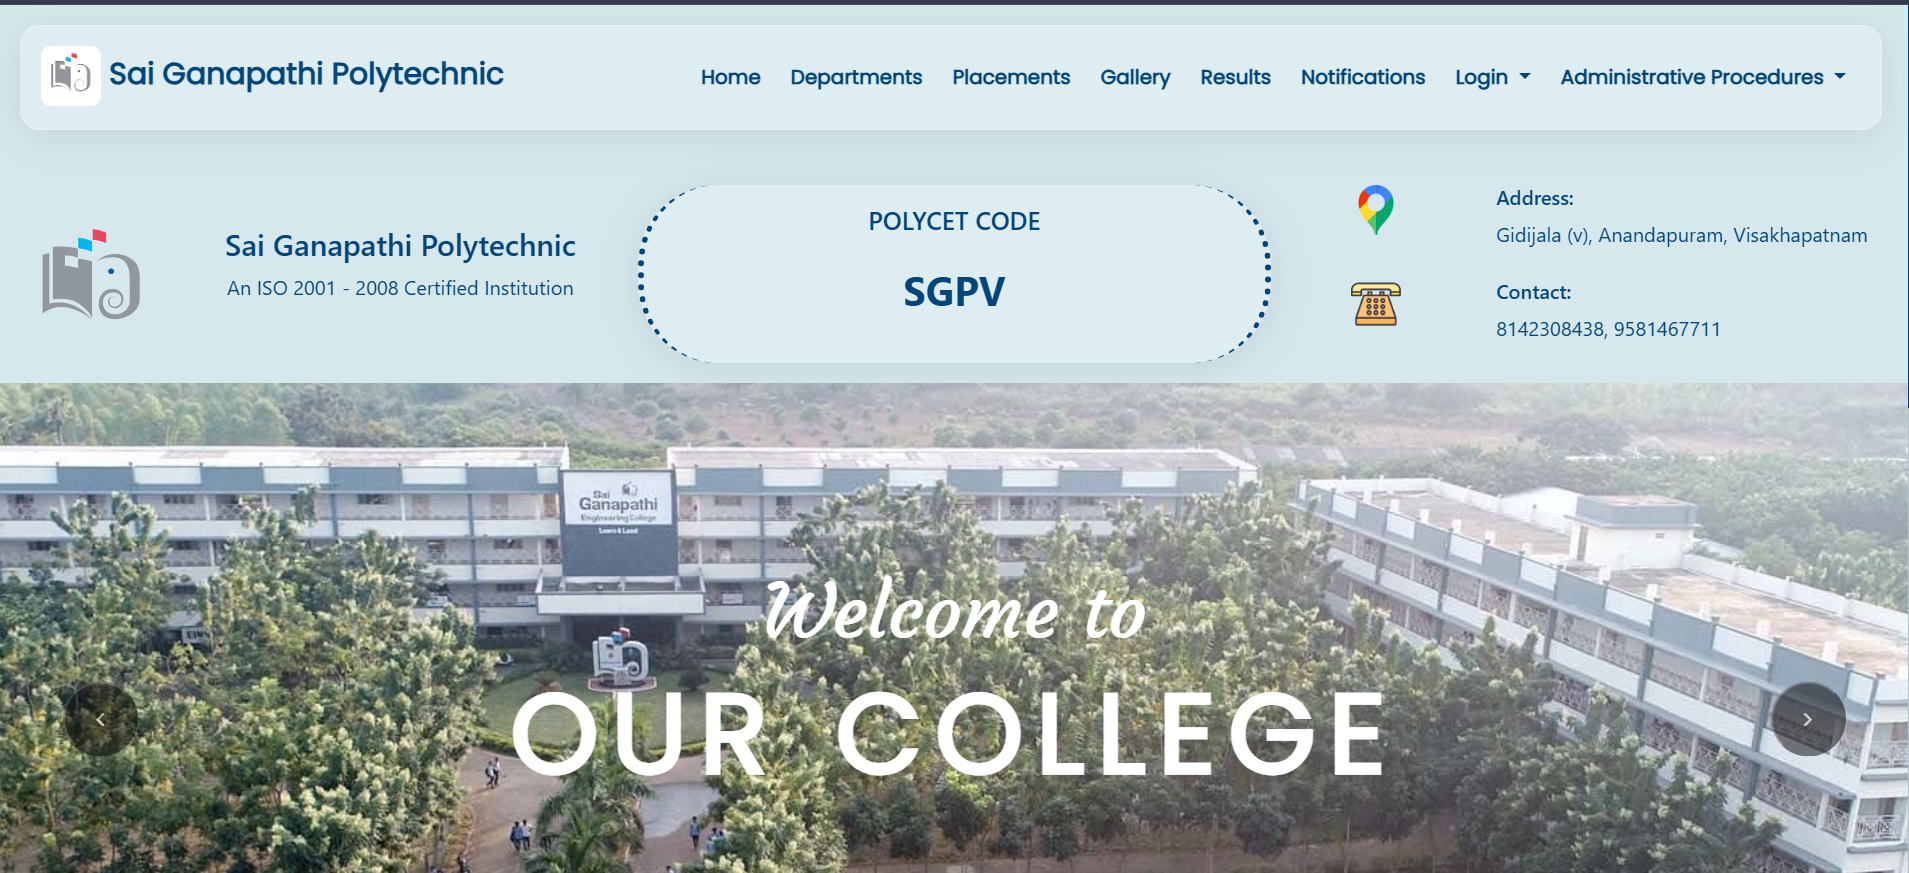 Sai Ganapathi Polytechnic
Home Departments Placements Gallery Results Notifications Login Administrative Procedures
Sai Ganapathi Polytechnic
An ISO 2001 - 2008 Certified Institution
POLYCET CODE
SGPV
Address:
Gidijala (v), Anandapuram, Visakhapatnam
Contact:
8142308438, 9581467711
Sai
Ganapathi
Engineering College
Learn & Lead
Welcome to
OUR COLLEGE